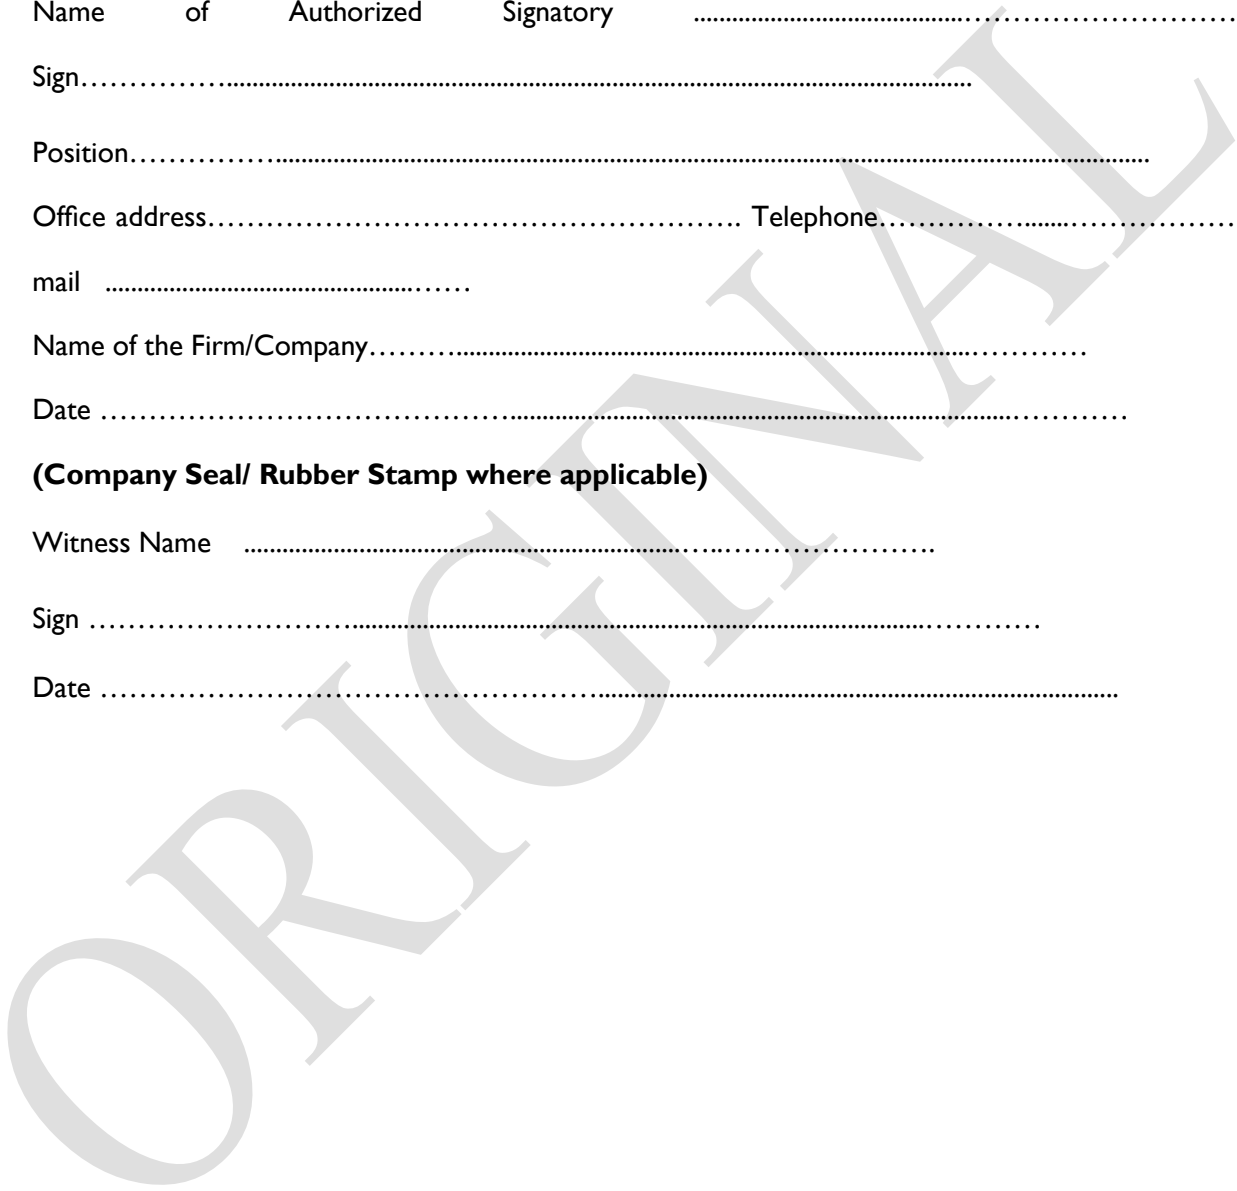 Name of Authorized Signatory ..........................................……………………………
Sign……………......................................................................................................................
Position……………..........................................................................................................................................
Office address…………………………………………………………. Telephone………………......………………
mail ................................................……
Name of the Firm/Company………..................................................................................…………
Date ……………………………………………...............................................................................…………
(Company Seal/ Rubber Stamp where applicable)
Witness Name ....................................................................…..………………….
Sign ……………………………..........................................................................................…………
Date ………………………………………………………..................................................................................
ORIGINAL